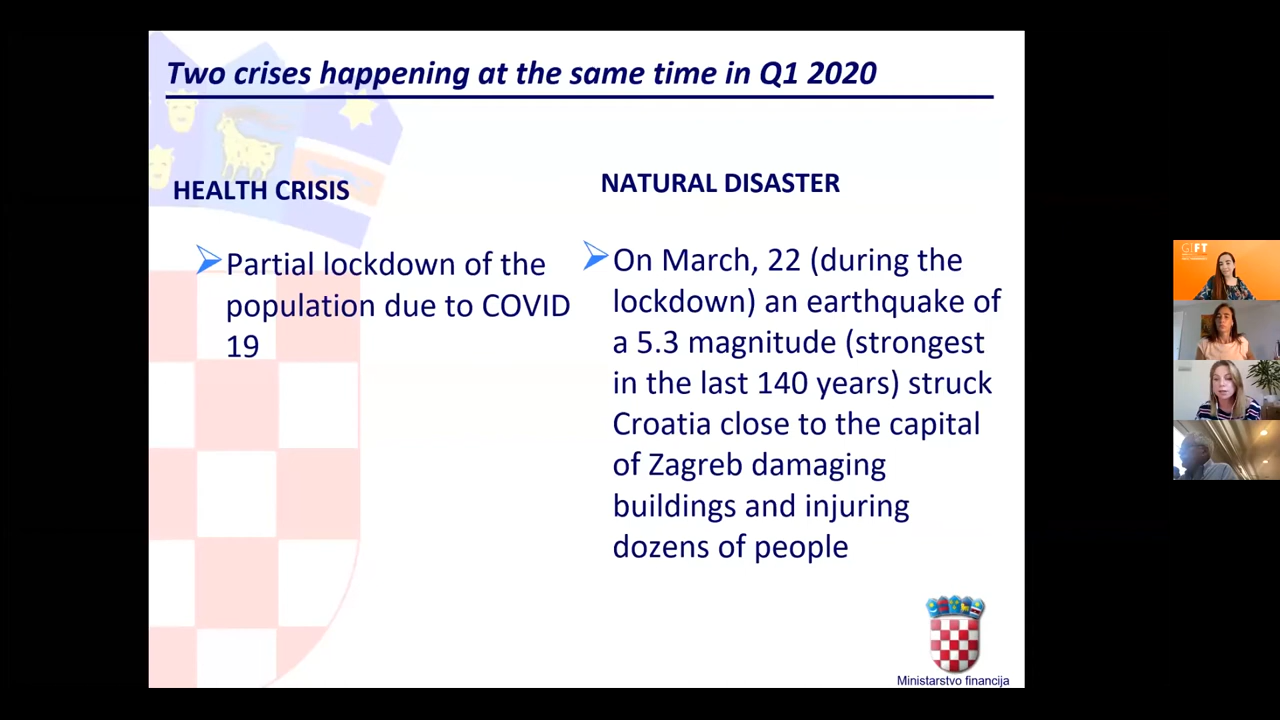 Two crises happening at the same time in Q1 2020
HEALTH CRISIS
Partial lockdown of the
population due to COVID
19
NATURAL DISASTER
On March, 22 (during the
lockdown) an earthquake of
a 5.3 magnitude (strongest
in the last 140 years) struck
Croatia close to the capital
of Zagreb damaging
buildings and injuring
dozens of people
Ministarstvo financija
GIFT